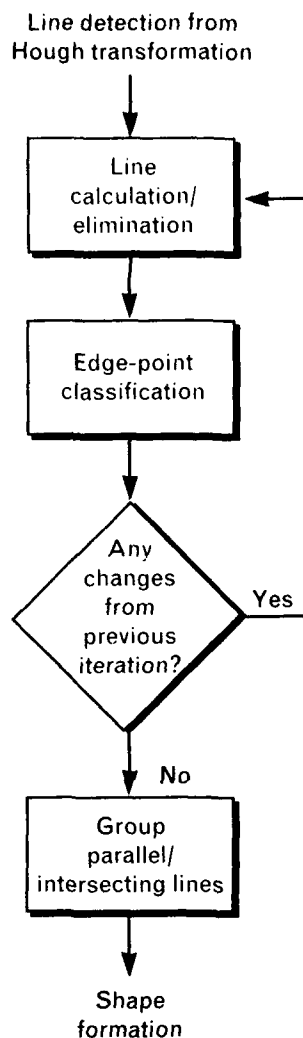 Line detection from
Hough transformation
Line
calculation/
elimination
Edge-point
classification
Any
changes
from
previous
iteration?
Yes
No
Group
parallel/
intersecting lines
Shape
formation